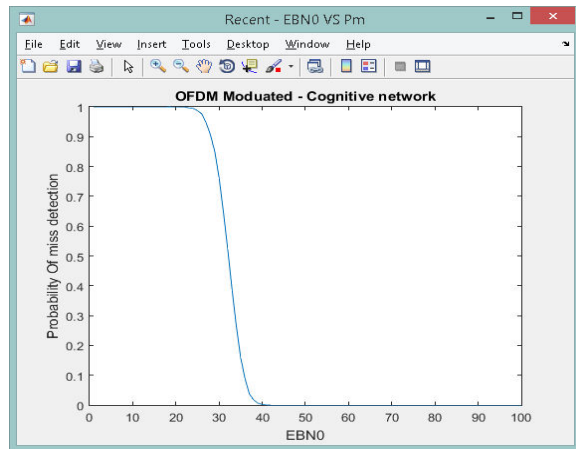 Recent - EBN0 VS Pm
File Edit View Insert Tools Desktop Window Help
OFDM Moduated - Cognitive network
1
0.9
0.8
0.7
0.6
0.5
0.4
0.3
0.2
0.1
0
Probability Of miss detection
0 10 20 30 40 50 60 70 80 90 100
EBN0